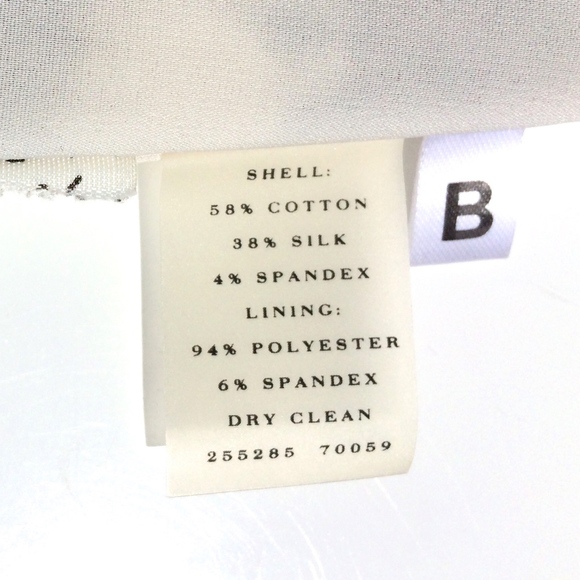 SHELL:
58% COTTON
38% SILK
4% SPANDEX
LINING:
94% POLYESTER
6% SPANDEX
DRY CLEAN
255285 70059
B